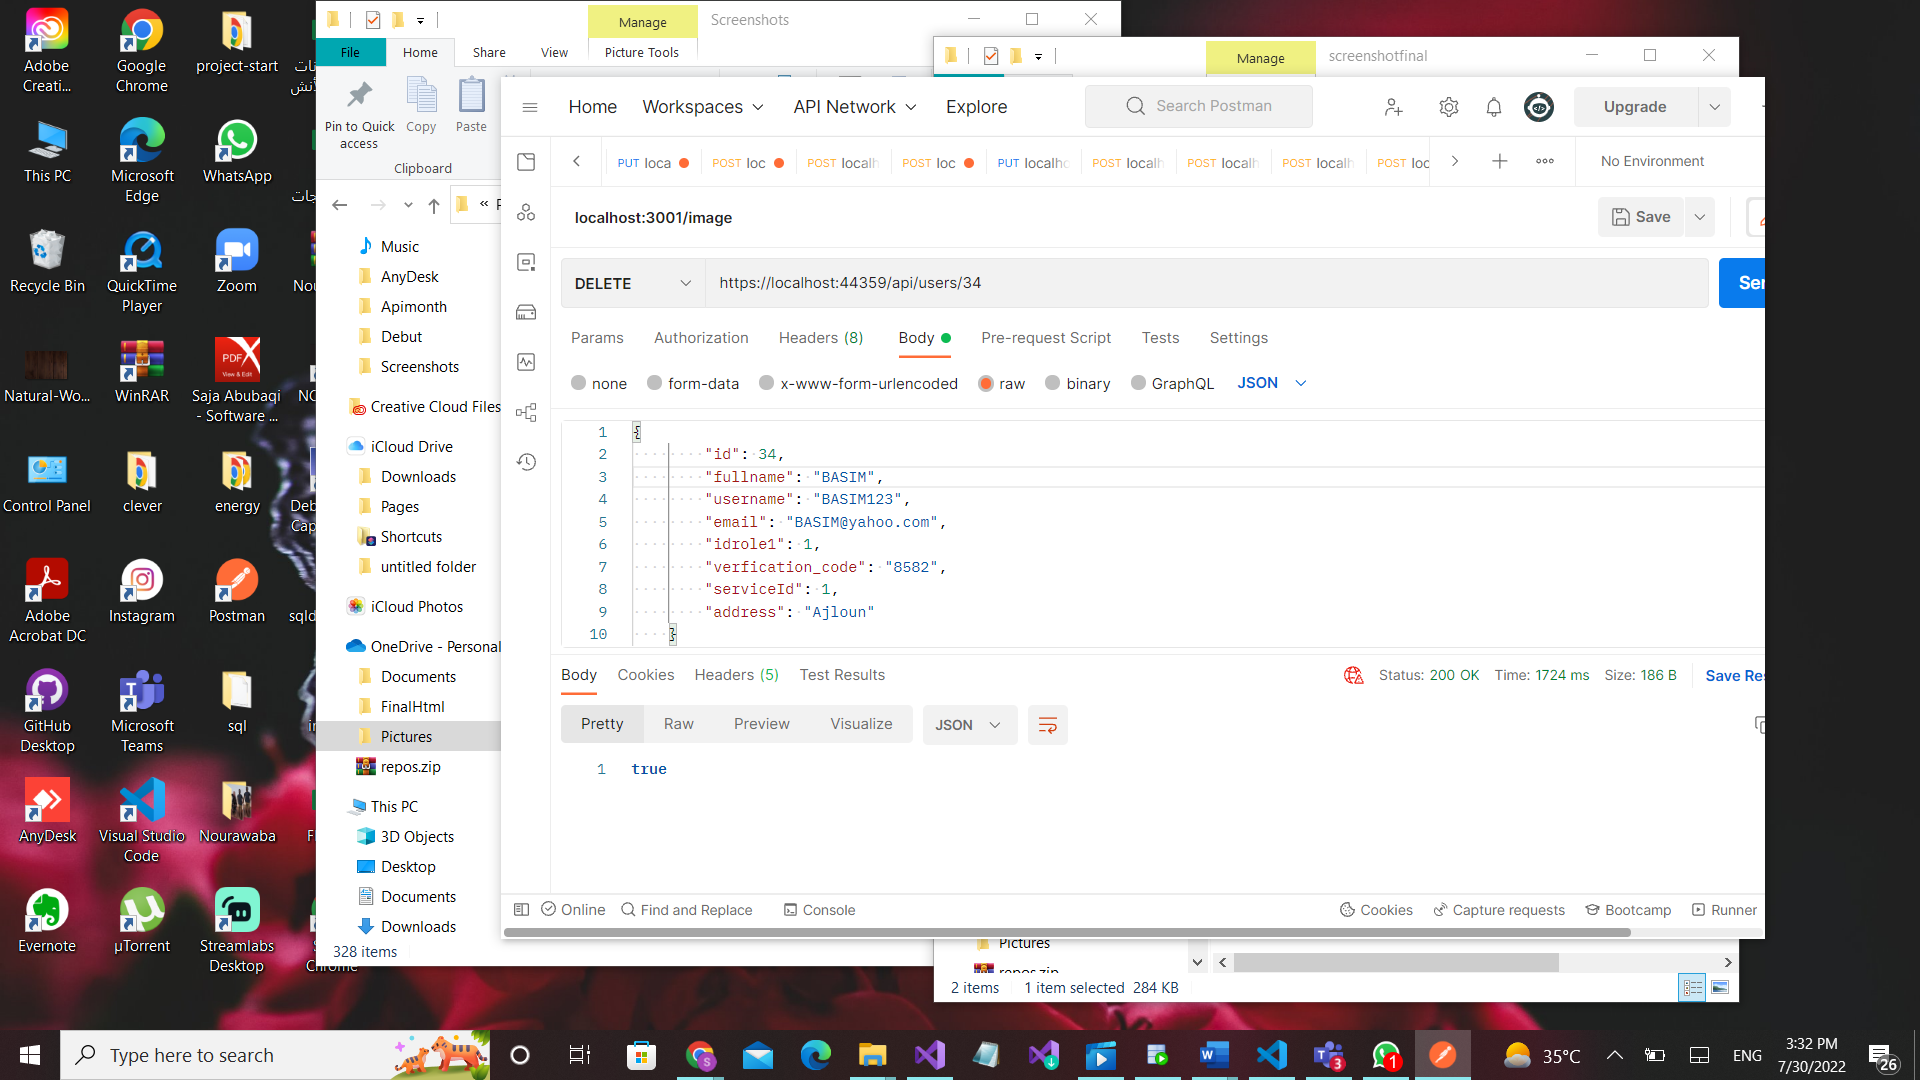 Adobe Creati...
Google Chrome
project-start
This PC
Microsoft Edge
WhatsApp
Recycle Bin
QuickTime Player
Zoom
Natural-Wo...
WinRAR
Saja Abubaqi - Software ...
Control Panel
clever
energy
Adobe Acrobat DC
Instagram
Postman
GitHub Desktop
Microsoft Teams
sql
AnyDesk
Visual Studio Code
Nourawaba
Evernote
µTorrent
Streamlabs Desktop
Manage
Screenshots
File
Home
Share
View
Picture Tools
Pin to Quick access
Copy
Paste
Clipboard
Music
AnyDesk
Apimonth
Debut
Screenshots
Creative Cloud Files
iCloud Drive
Downloads
Pages
Shortcuts
untitled folder
iCloud Photos
OneDrive - Personal
Documents
FinalHtml
Pictures
repos.zip
This PC
3D Objects
Desktop
Documents
Downloads
328 items
Manage
screenshotfinal
Home
Workspaces
API Network
Explore
Search Postman
Upgrade
PUT loca
POST loc
POST localh
POST loc
PUT localhc
POST localh
POST localh
POST localh
POST loc
No Environment
localhost:3001/image
Save
DELETE
https://localhost:44359/api/users/34
Params
Authorization
Headers (8)
Body
Pre-request Script
Tests
Settings
none
form-data
x-www-form-urlencoded
raw
binary
GraphQL
JSON
1 {
2 "id": 34,
3 "fullname": "BASIM",
4 "username": "BASIM123",
5 "email": "BASIM@yahoo.com",
6 "idrole1": 1,
7 "verfication_code": "8582",
8 "serviceId": 1,
9 "address": "Ajloun"
10 }
Body
Cookies
Headers (5)
Test Results
Status: 200 OK
Time: 1724 ms
Size: 186 B
Save Res
Pretty
Raw
Preview
Visualize
JSON
1 true
Online
Find and Replace
Console
Cookies
Capture requests
Bootcamp
Runner
Pictures
repos.zip
2 items
1 item selected 284 KB
Type here to search
3
1
35°C
ENG
3:32 PM
7/30/2022
26